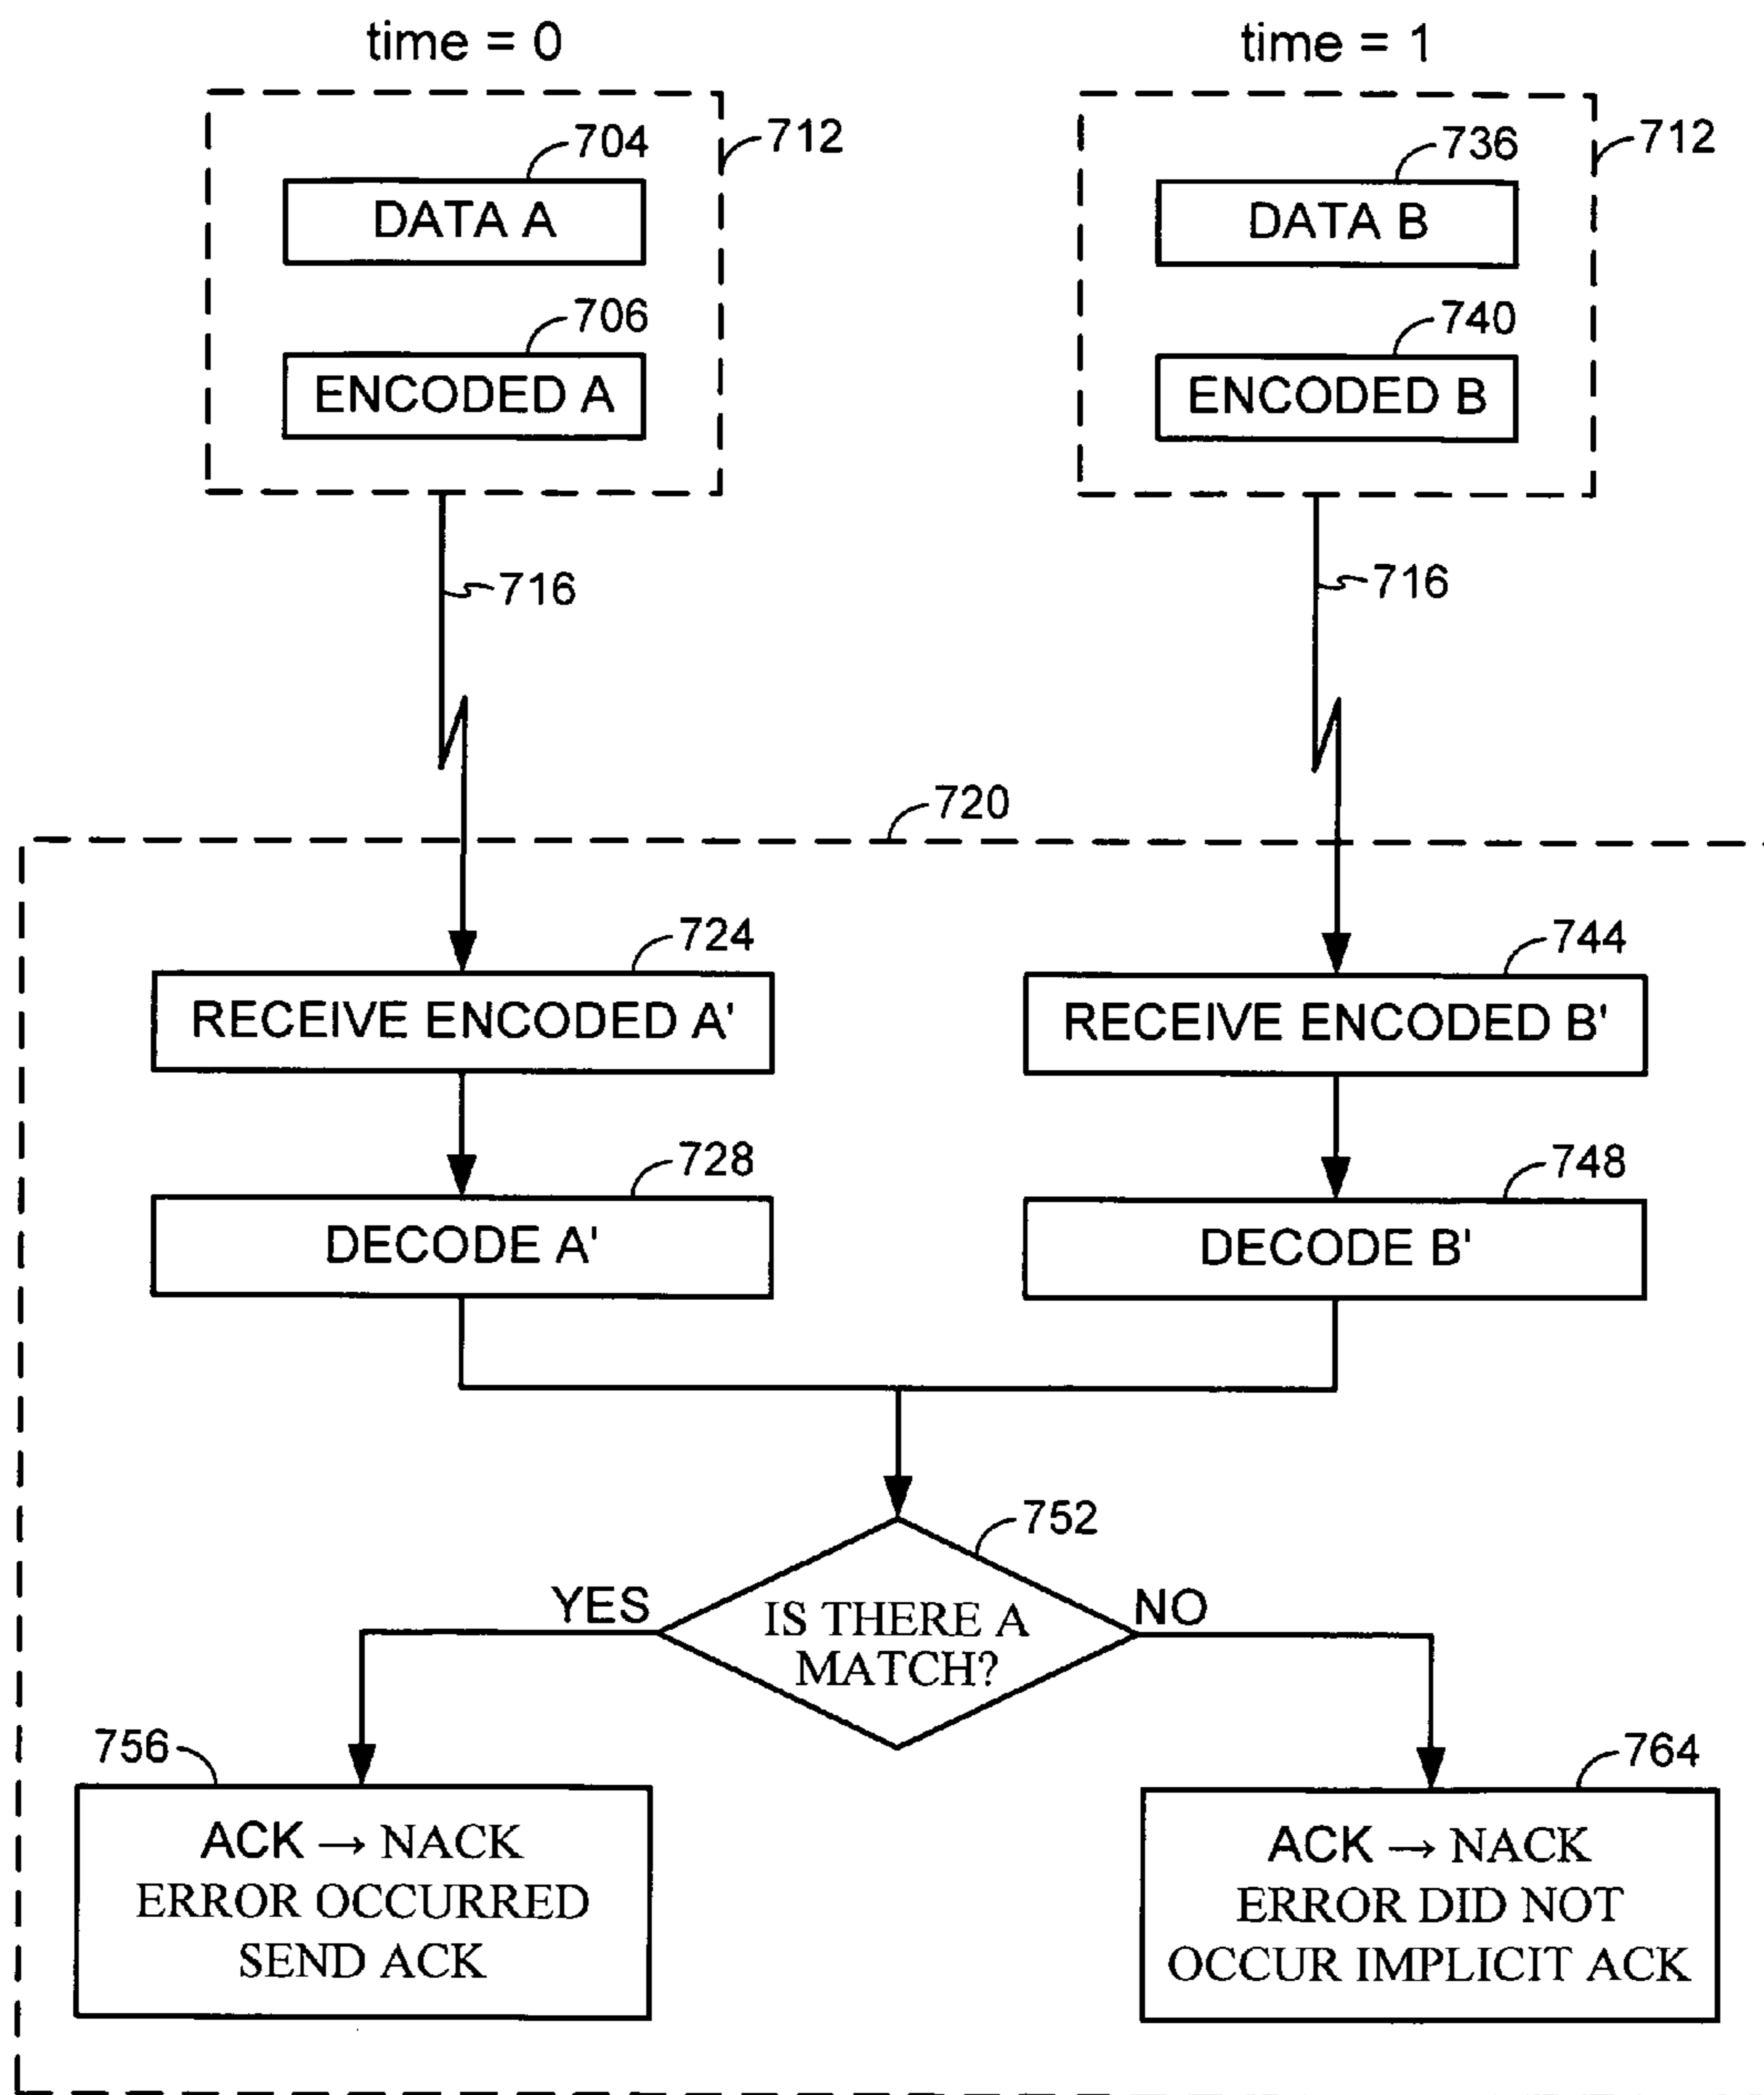 time = 0
time = 1
704
712
736
712
DATA A
DATA B
706
740
ENCODED A
ENCODED B
716
716
720
724
744
RECEIVE ENCODED A'
RECEIVE ENCODED B'
728
748
DECODE A'
DECODE B'
752
YES
NO
IS THERE A
MATCH?
756
764
ACK → NACK
ERROR OCCURRED
SEND ACK
ACK → NACK
ERROR DID NOT
OCCUR IMPLICIT ACK